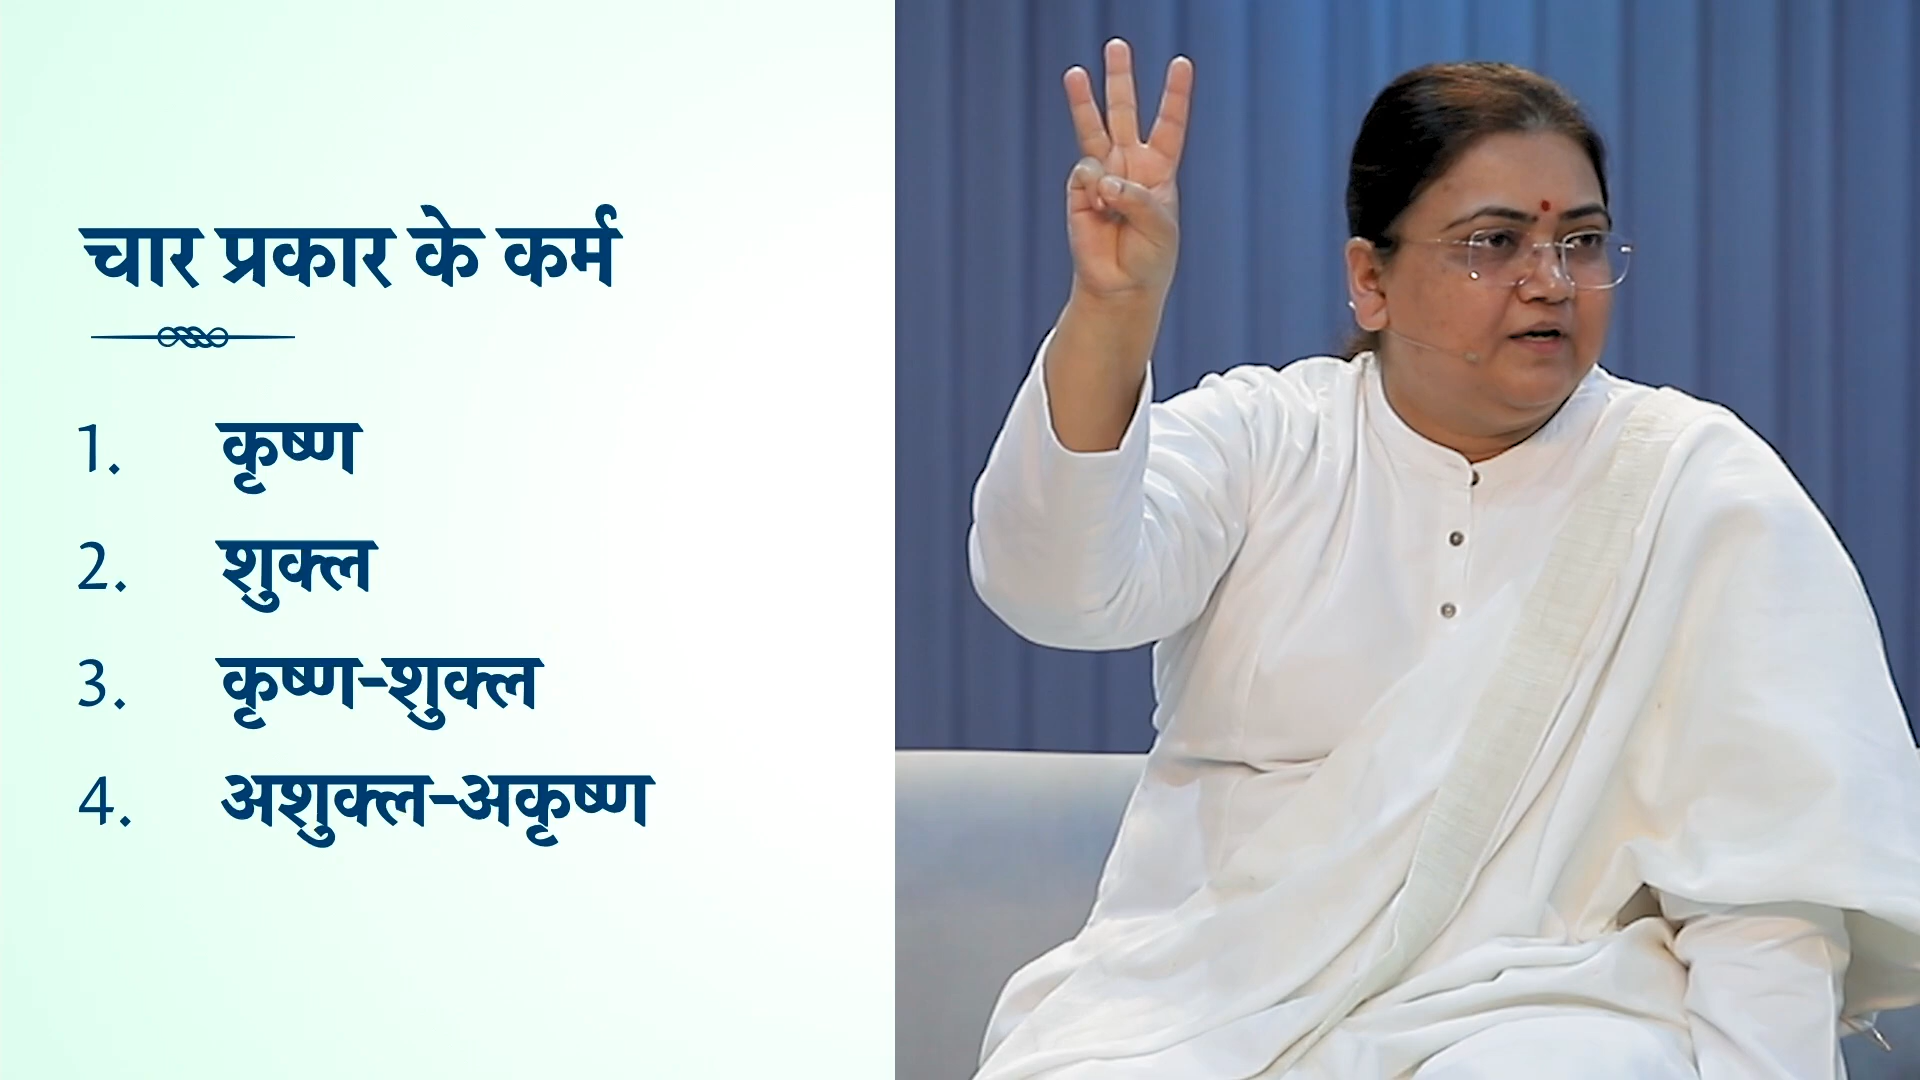 चार प्रकार के कर्म
1. कृष्ण
2. शुक्ल
3. कृष्ण-शुक्ल
4. अशुक्ल-अकृष्ण